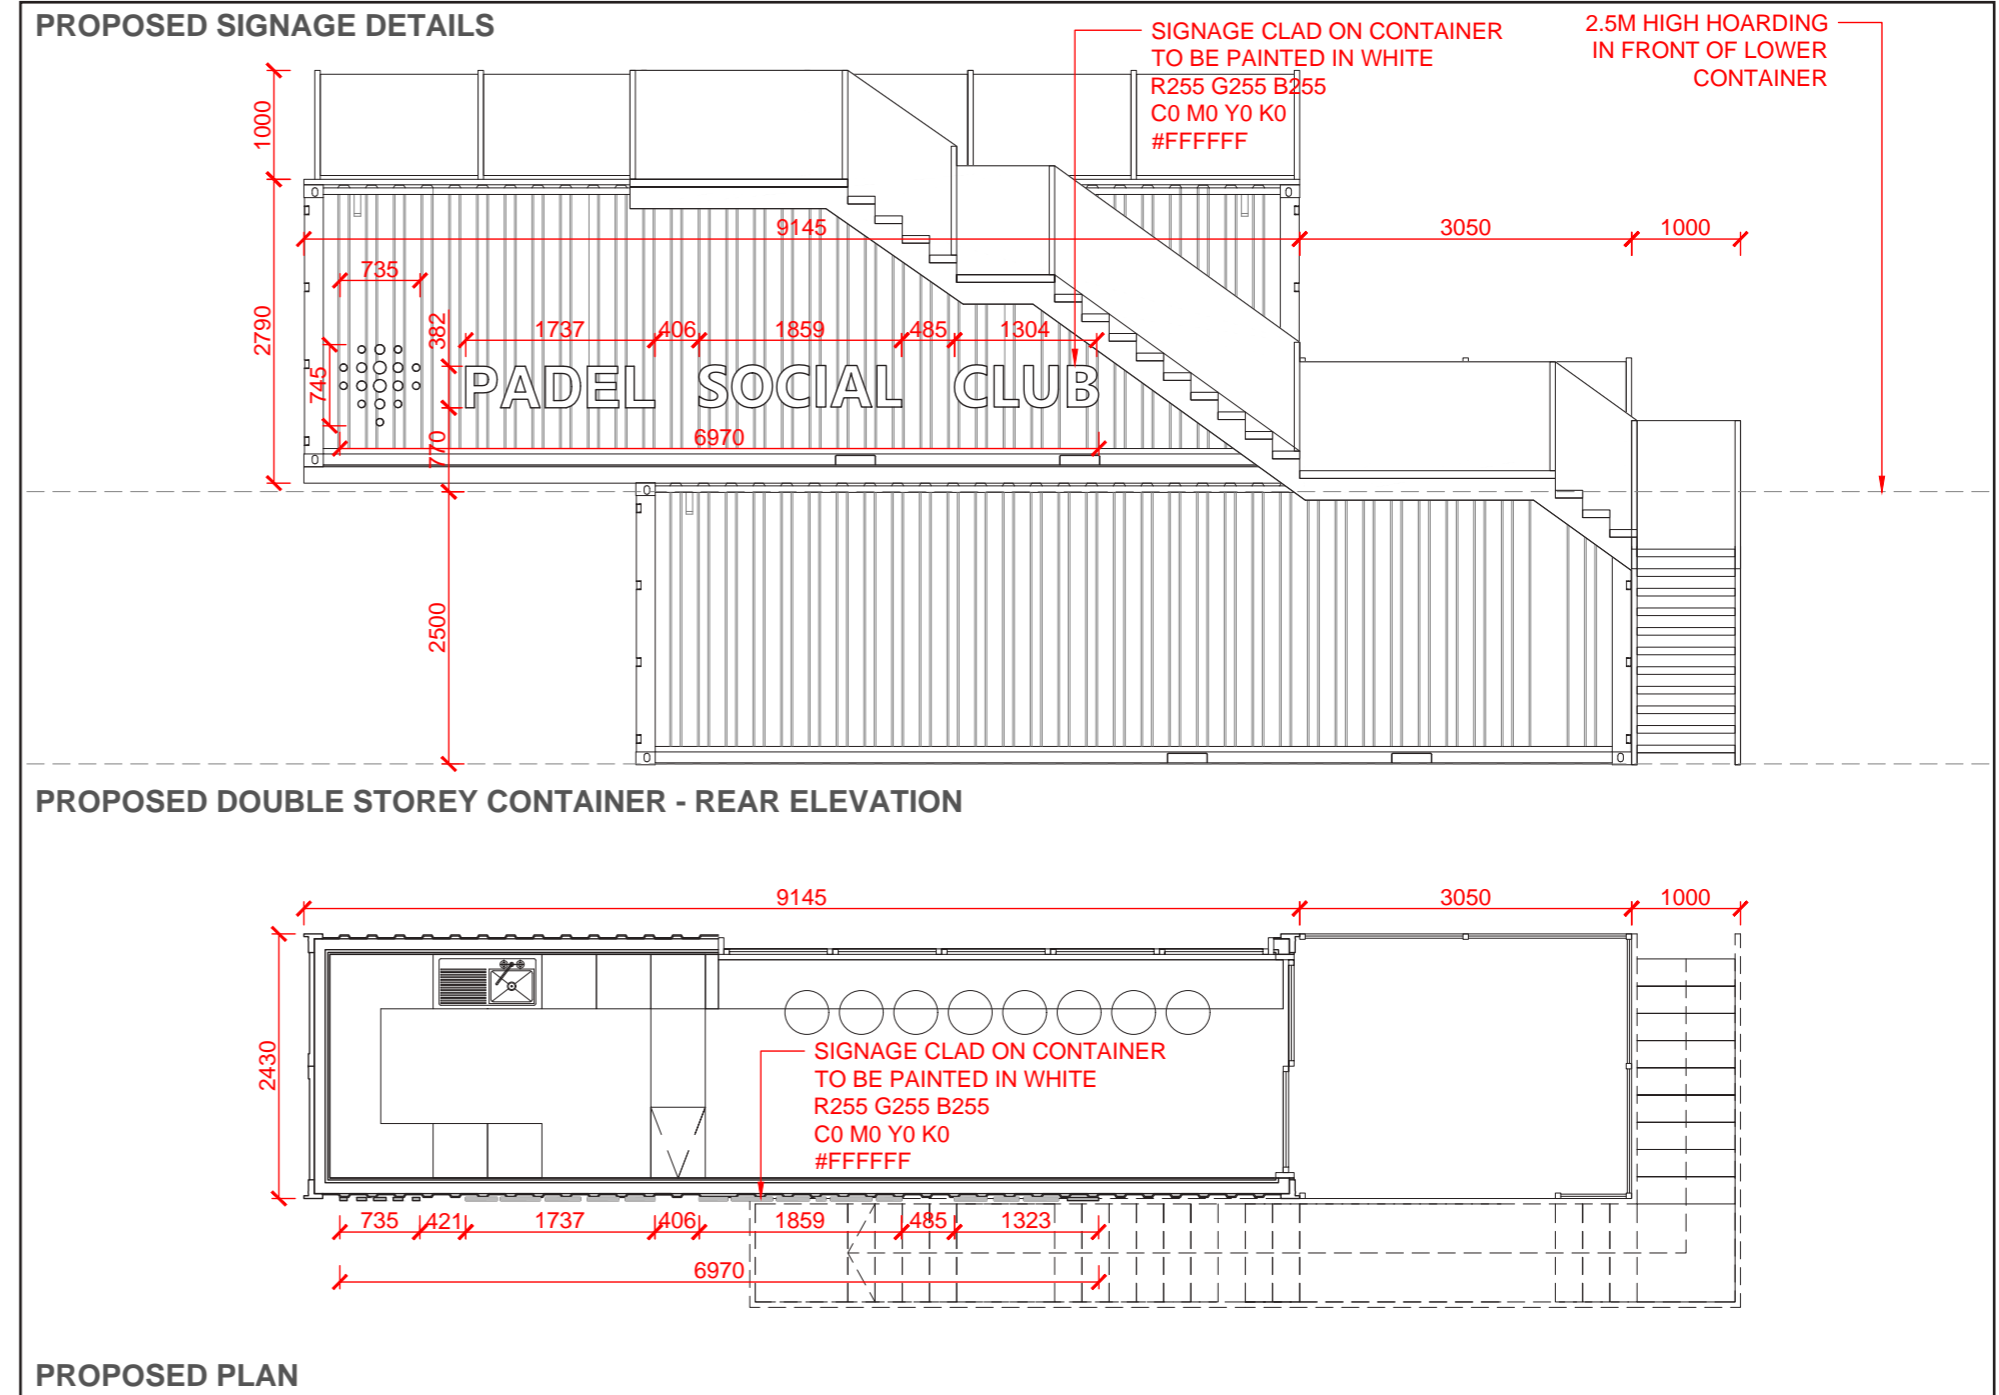 PROPOSED SIGNAGE DETAILS
SIGNAGE CLAD ON CONTAINER
TO BE PAINTED IN WHITE
R255 G255 B255
C0 M0 Y0 K0
#FFFFFF
2.5M HIGH HOARDING
IN FRONT OF LOWER
CONTAINER
1000
9145
3050
1000
2790
735
382
1737
406
1859
485
1304
745
PADEL SOCIAL CLUB
770
6970
2500
PROPOSED DOUBLE STOREY CONTAINER - REAR ELEVATION
9145
3050
1000
2430
SIGNAGE CLAD ON CONTAINER
TO BE PAINTED IN WHITE
R255 G255 B255
C0 M0 Y0 K0
#FFFFFF
735
421
1737
406
1859
485
1323
6970
PROPOSED PLAN